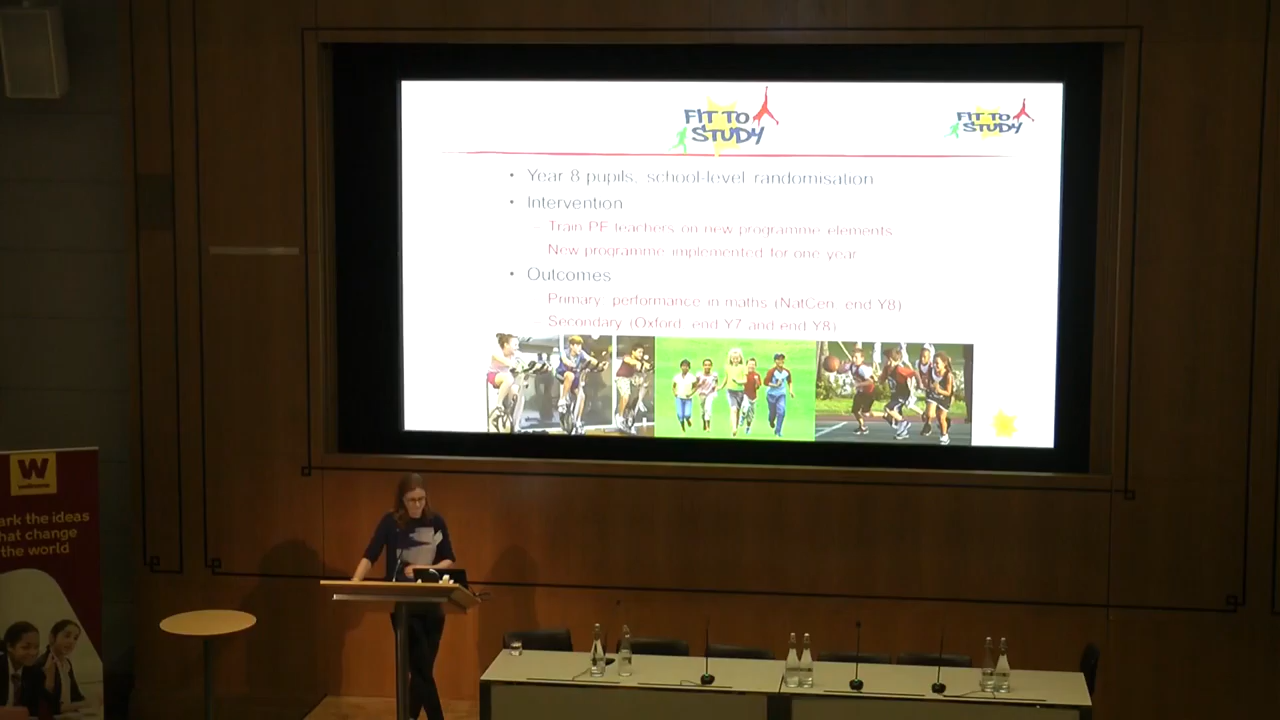 FIT TO
STUDY
FIT TO
STUDY
• Year 8 pupils, school-level randomisation
• Intervention
– Train PE teachers on new programme elements
New programme implemented for one year
• Outcomes
Primary performance in maths (NatCen end Y8)
Secondary (Oxford end Y7 and end Y8)
W
wellcome
ark the ideas
hat change
the world